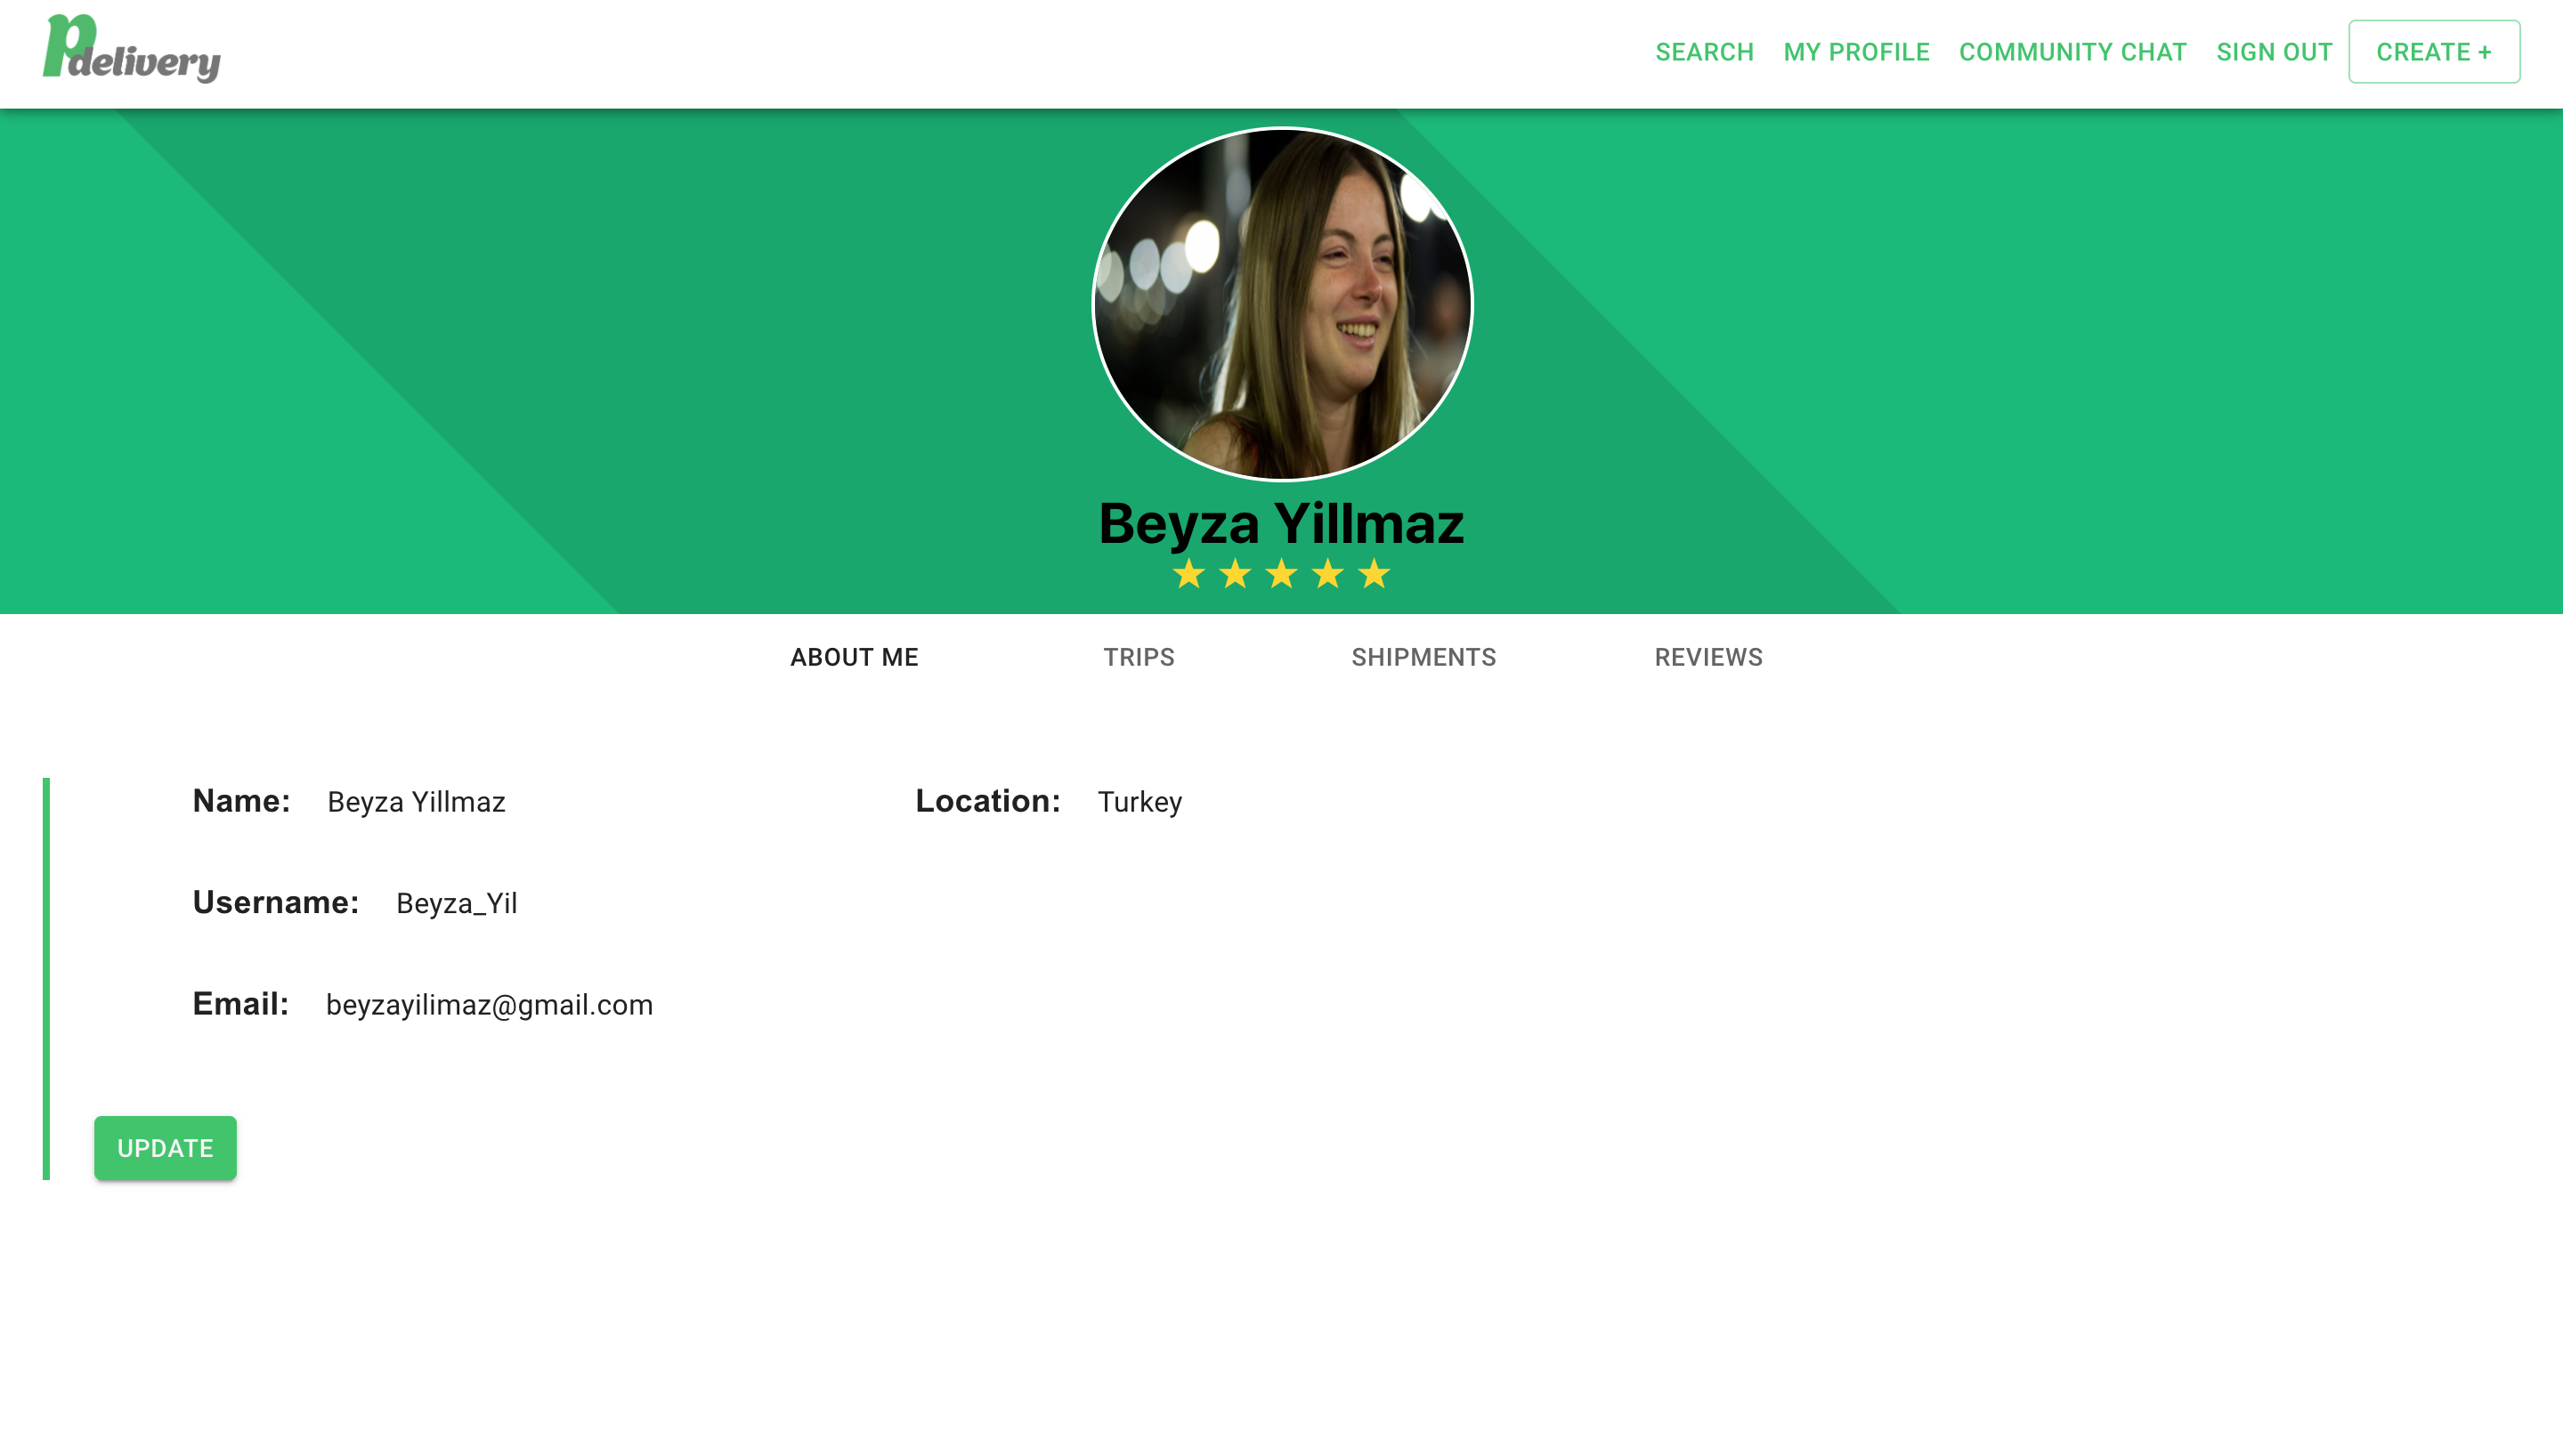 pdelivery
SEARCH MY PROFILE COMMUNITY CHAT SIGN OUT CREATE +
Beyza Yillmaz
ABOUT ME TRIPS SHIPMENTS REVIEWS
Name: Beyza Yillmaz Location: Turkey
Username: Beyza_Yil
Email: beyzayilimaz@gmail.com
UPDATE